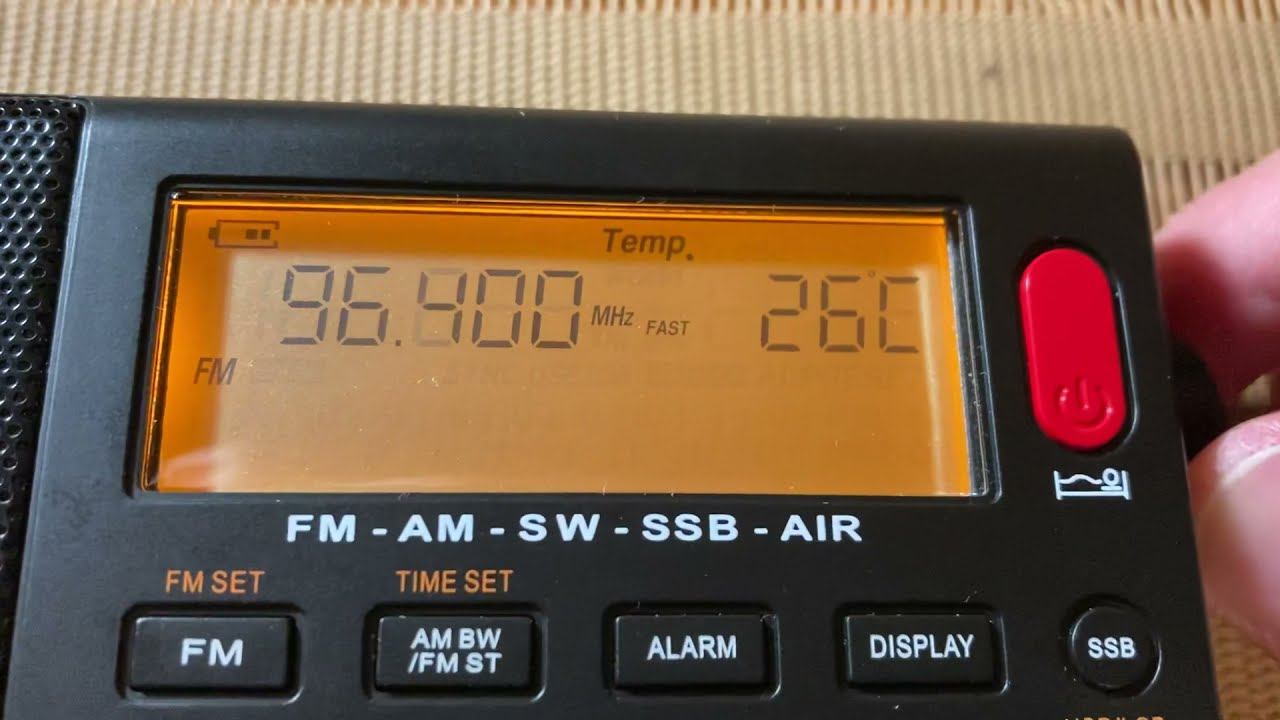 Temp.
96.400 MHz FAST 26°C
FM
FM - AM - SW - SSB - AIR
FM SET TIME SET
FM AM BW /FM ST ALARM DISPLAY SSB